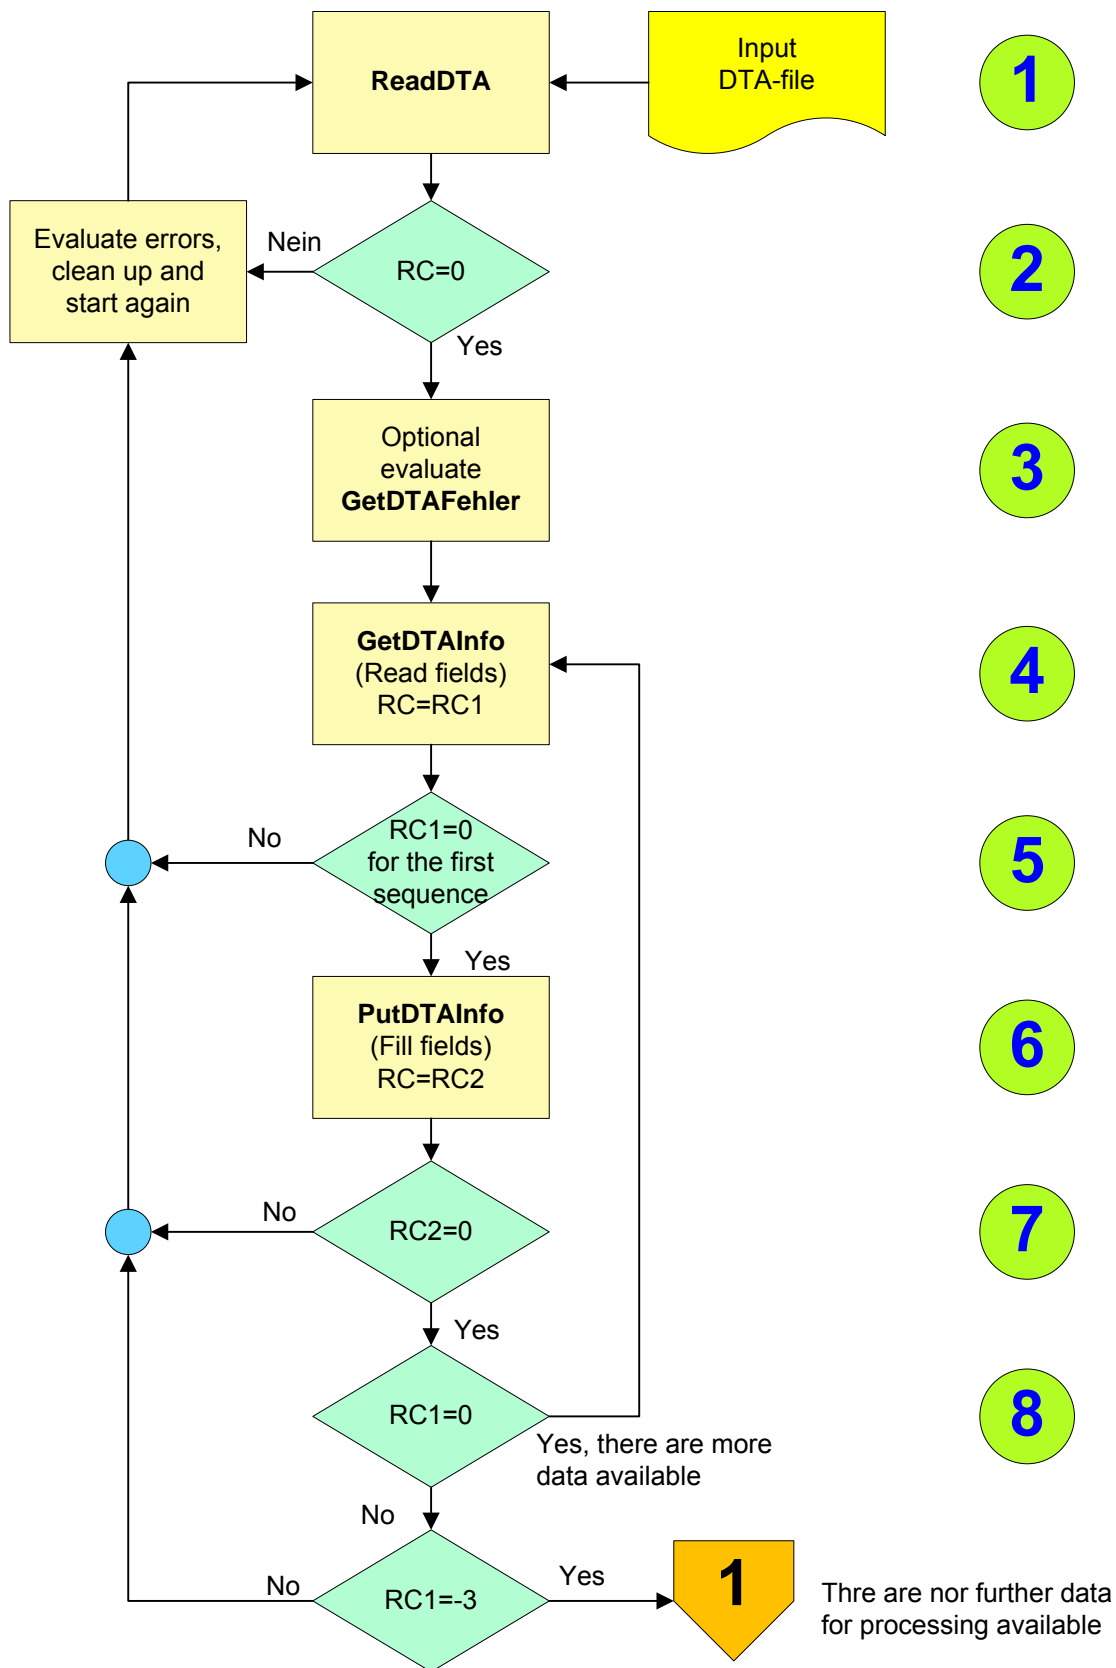 ReadDTA
Input
DTA-file
1
Evaluate errors,
clean up and
start again
Nein
RC=0
2
Yes
Optional
evaluate
GetDTAFehler
3
GetDTAInfo
(Read fields)
RC=RC1
4
No
RC1=0
for the first
sequence
5
Yes
PutDTAInfo
(Fill fields)
RC=RC2
6
No
RC2=0
7
Yes
RC1=0
8
Yes, there are more
data available
No
No
RC1=-3
Yes
1
Thre are nor further data
for processing available